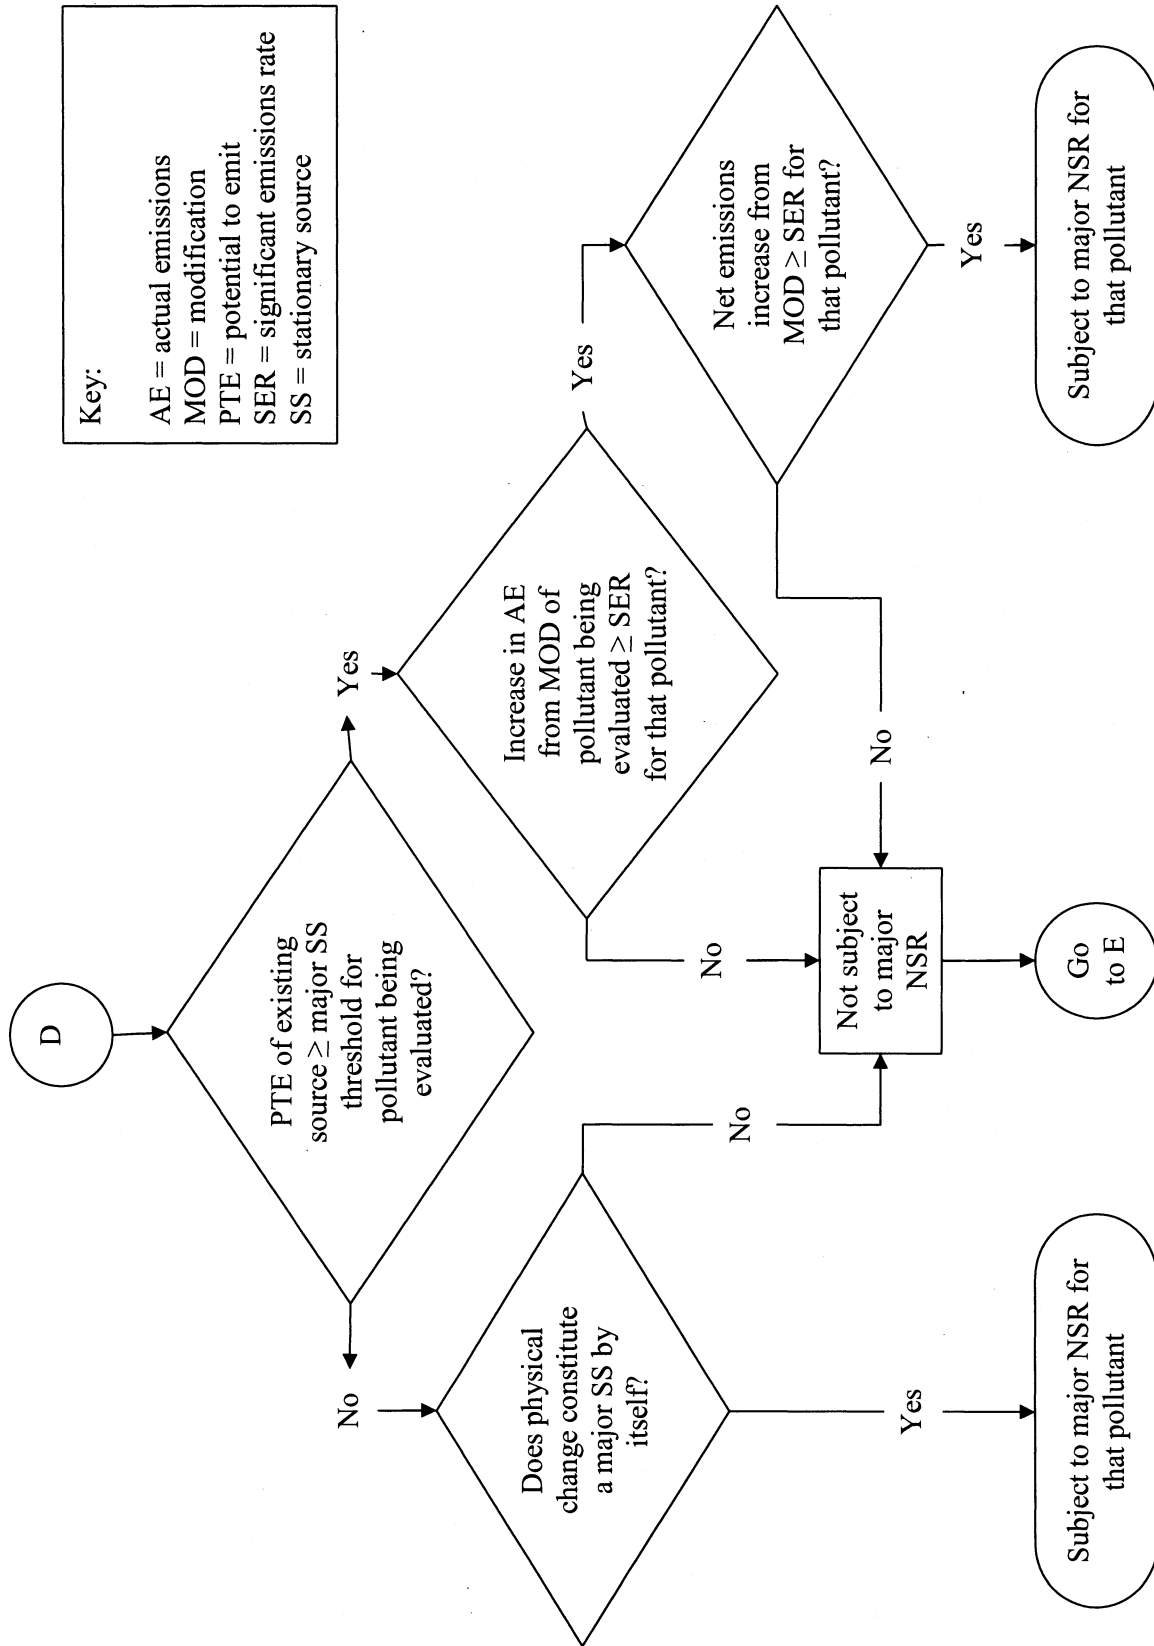 D
Key:
AE = actual emissions
MOD = modification
PTE = potential to emit
SER = significant emissions rate
SS = stationary source
PTE of existing
source ≥ major SS
threshold for
pollutant being
evaluated?
No
Yes
Does physical
change constitute
a major SS by
itself?
Increase in AE
from MOD of
pollutant being
evaluated ≥ SER
for that pollutant?
Yes
Net emissions
increase from
MOD ≥ SER for
that pollutant?
No
No
No
Not subject
to major
NSR
Yes
Yes
Subject to major NSR for
that pollutant
Go
to E
Subject to major NSR for
that pollutant